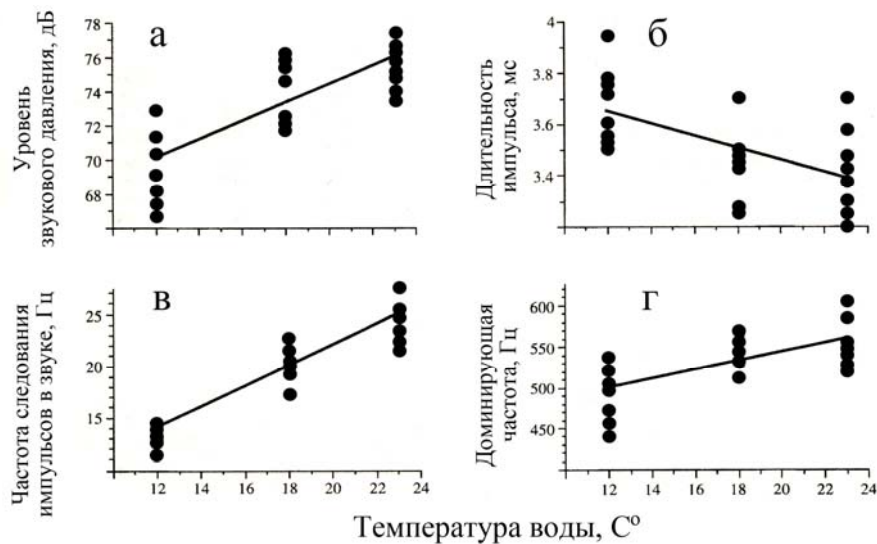 а
78
76
74
72
70
68
Уровень
звукового давления, дБ
б
4
3.8
3.6
3.4
Длительность
импульса, мс
в
25
20
15
Частота следования
импульсов в звуке, Гц
12 14 16 18 20 22 24
г
600
550
500
450
Доминирующая
частота, Гц
10 12 14 16 18 20 22 24
Температура воды, C°